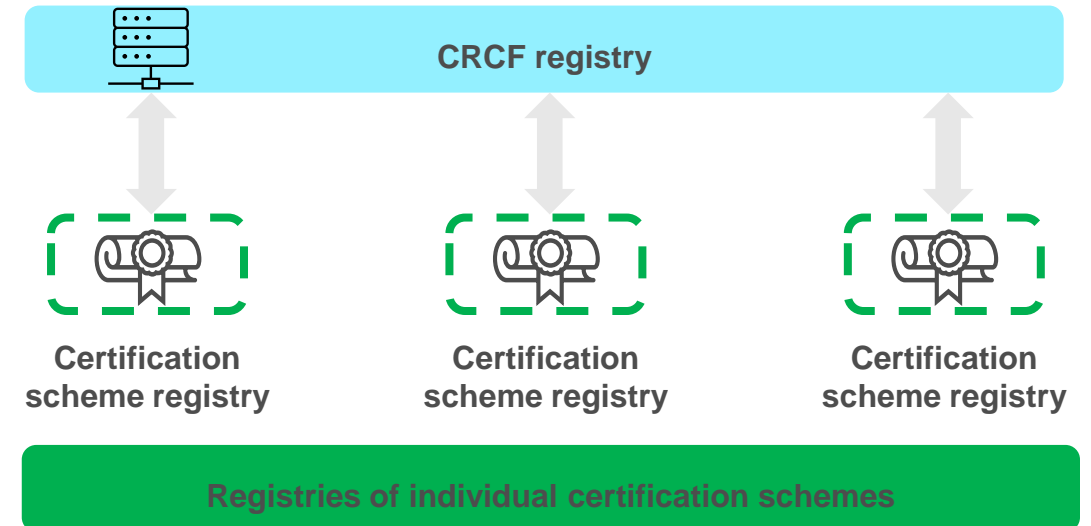 CRCF registry
Certification
scheme registry
Certification
scheme registry
Certification
scheme registry
Registries of individual certification schemes